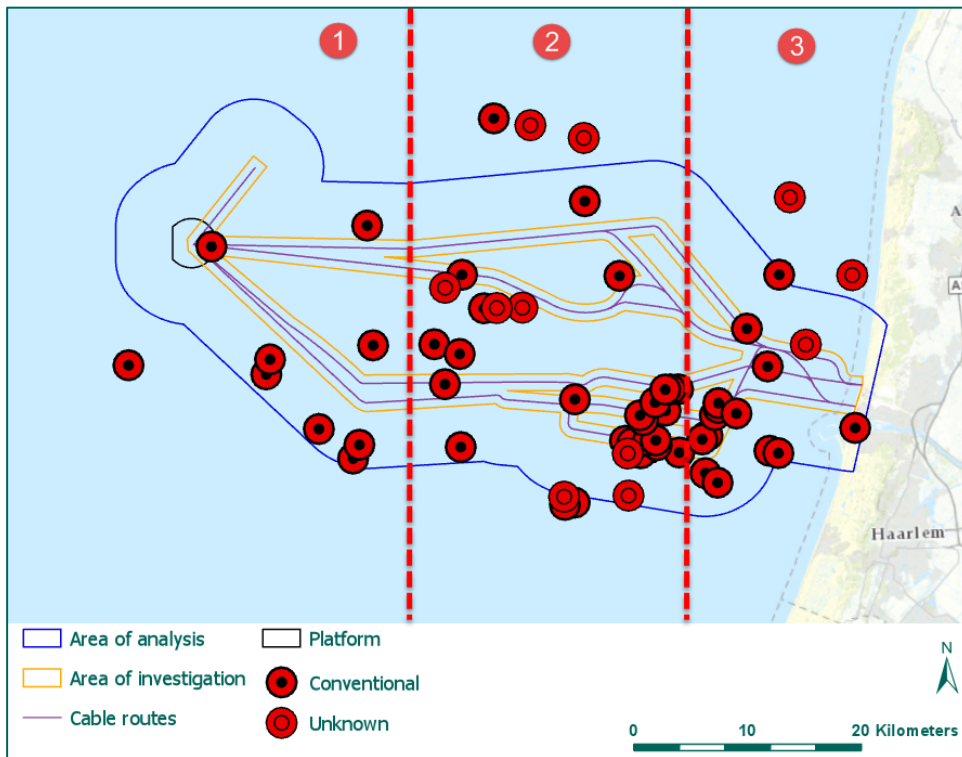 1
2
3
A
Haarlem
Area of analysis
Area of investigation
Cable routes
Platform
Conventional
Unknown
N
0 10 20 Kilometers